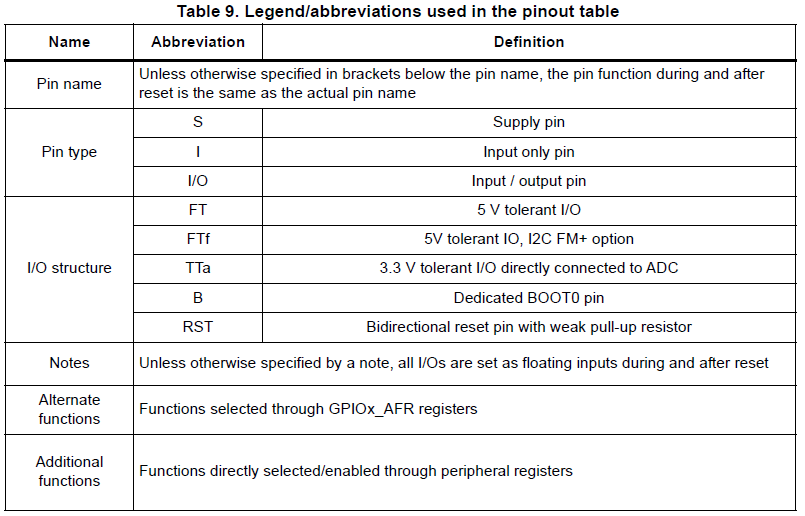 Table 9. Legend/abbreviations used in the pinout table
Name Abbreviation Definition
Pin name
Unless otherwise specified in brackets below the pin name, the pin function during and after
reset is the same as the actual pin name
Pin type
S Supply pin
I Input only pin
I/O Input / output pin
I/O structure
FT 5 V tolerant I/O
FTf 5V tolerant IO, I2C FM+ option
TTa 3.3 V tolerant I/O directly connected to ADC
B Dedicated BOOT0 pin
RST Bidirectional reset pin with weak pull-up resistor
Notes Unless otherwise specified by a note, all I/Os are set as floating inputs during and after reset
Alternate
functions
Functions selected through GPIOx_AFR registers
Additional
functions
Functions directly selected/enabled through peripheral registers